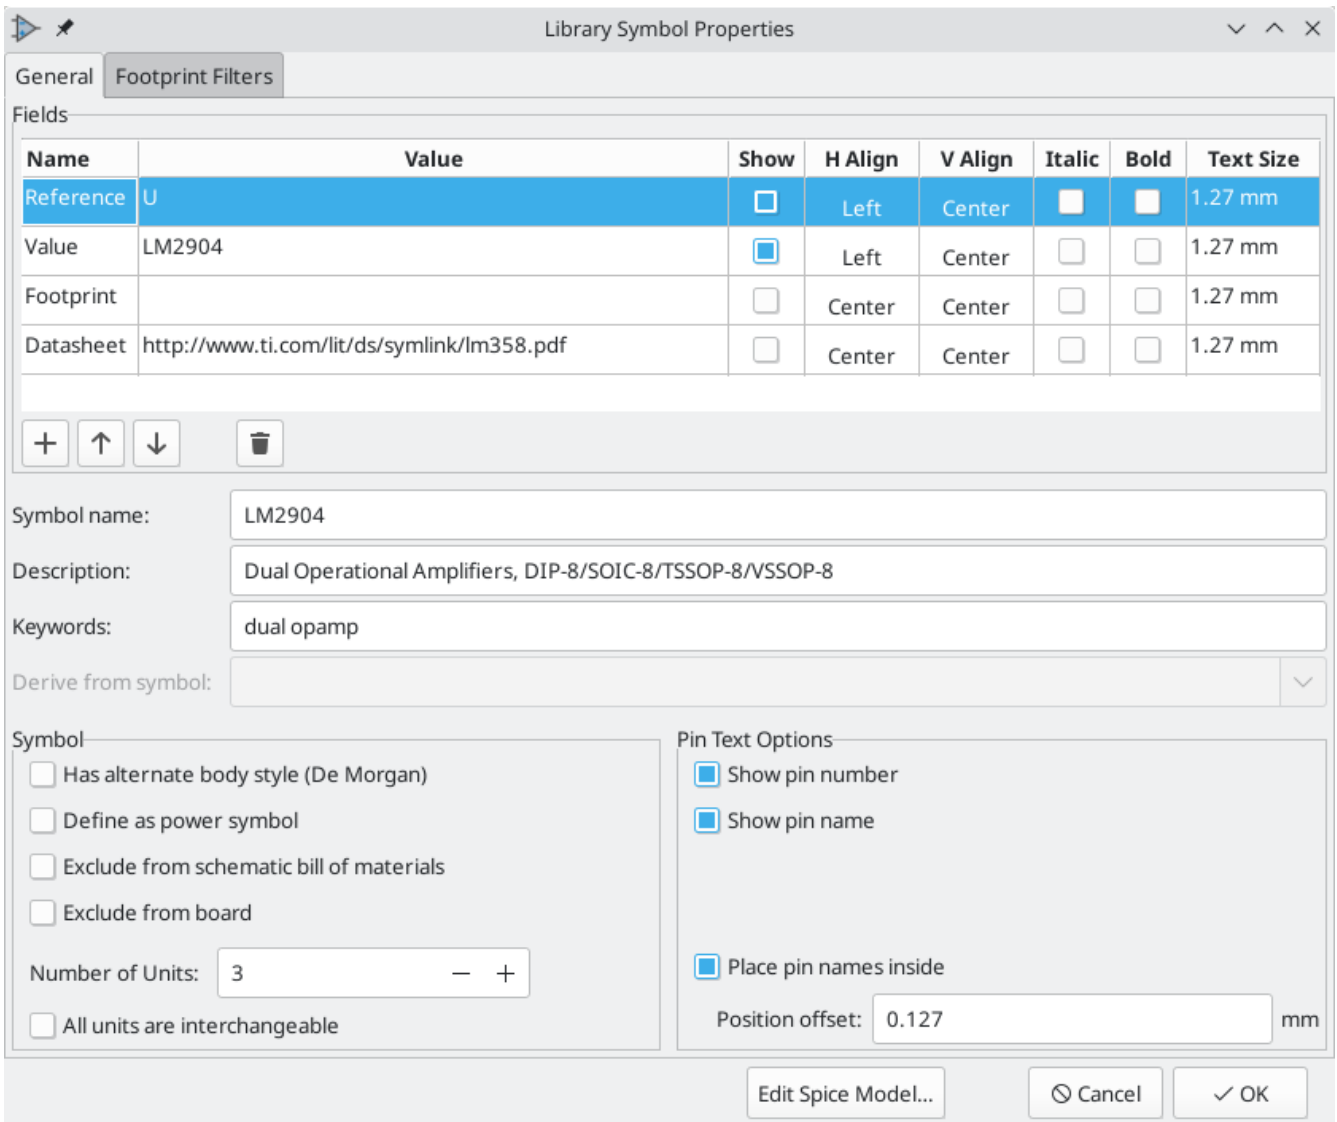 Library Symbol Properties
General Footprint Filters
Fields
Name Value Show H Align V Align Italic Bold Text Size
Reference U Left Center 1.27 mm
Value LM2904 Left Center 1.27 mm
Footprint Center Center 1.27 mm
Datasheet http://www.ti.com/lit/ds/symlink/lm358.pdf Center Center 1.27 mm
Symbol name: LM2904
Description: Dual Operational Amplifiers, DIP-8/SOIC-8/TSSOP-8/VSSOP-8
Keywords: dual opamp
Derive from symbol:
Symbol
Has alternate body style (De Morgan)
Define as power symbol
Exclude from schematic bill of materials
Exclude from board
Number of Units: 3
All units are interchangeable
Pin Text Options
Show pin number
Show pin name
Place pin names inside
Position offset: 0.127 mm
Edit Spice Model... Cancel OK